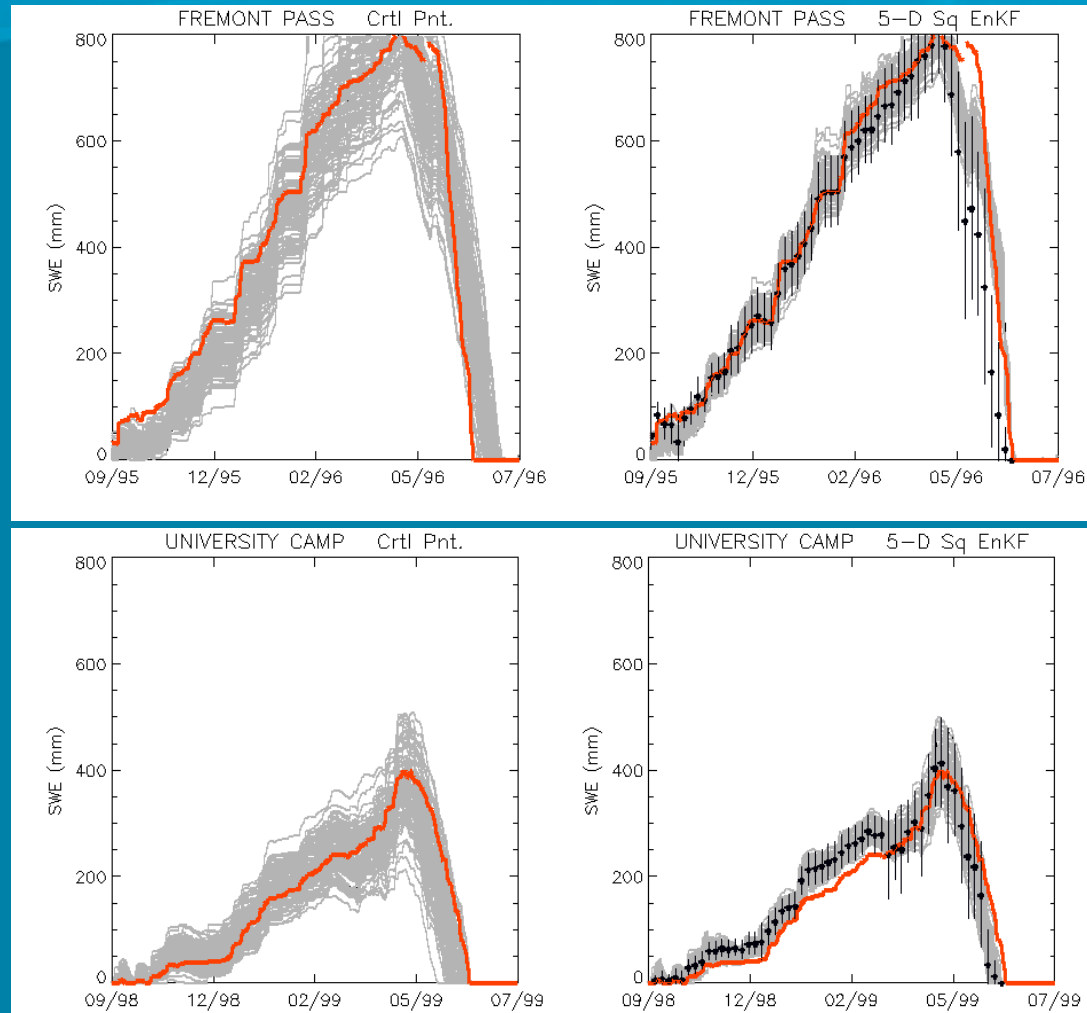 FREMONT PASS Crtl Pnt.
800
600
400
200
0
SWE (mm)
09/95 12/95 02/96 05/96 07/96
FREMONT PASS 5-D Sq EnKF
800
600
400
200
0
SWE (mm)
09/95 12/95 02/96 05/96 07/96
UNIVERSITY CAMP Crtl Pnt.
800
600
400
200
0
SWE (mm)
09/98 12/98 02/99 05/99 07/99
UNIVERSITY CAMP 5-D Sq EnKF
800
600
400
200
0
SWE (mm)
09/98 12/98 02/99 05/99 07/99